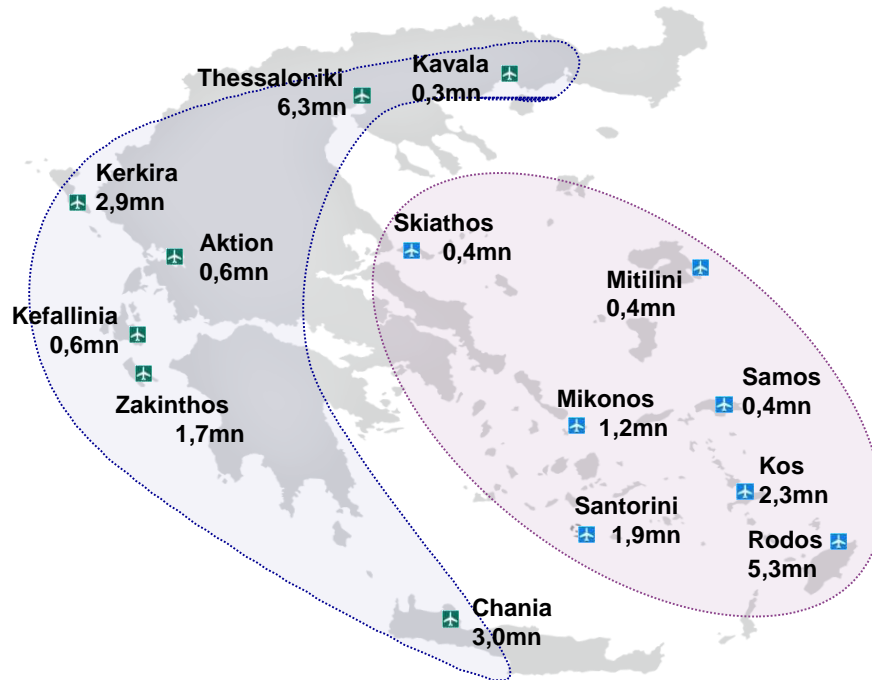 Thessaloniki
6,3mn
Kavala
0,3mn
Kerkira
2,9mn
Aktion
0,6mn
Skiathos
0,4mn
Mitilini
0,4mn
Kefallinia
0,6mn
Zakinthos
1,7mn
Mikonos
1,2mn
Samos
0,4mn
Kos
2,3mn
Santorini
1,9mn
Rodos
5,3mn
Chania
3,0mn